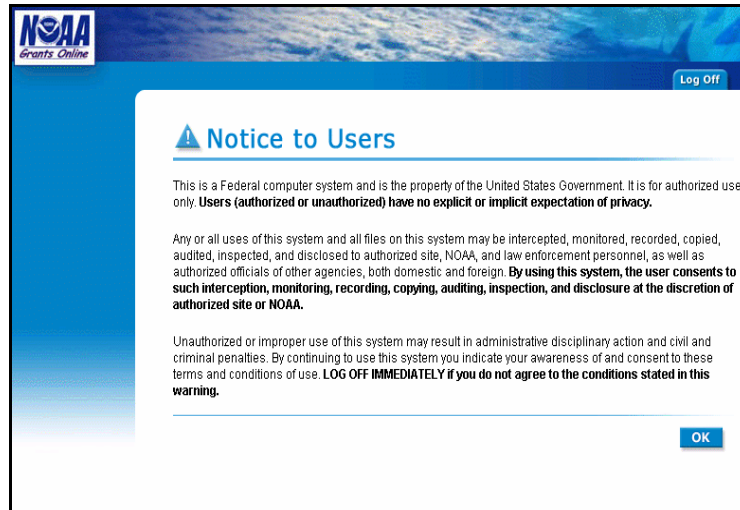 NOAA
Grants Online
Log Off
Notice to Users
This is a Federal computer system and is the property of the United States Government. It is for authorized use
only. Users (authorized or unauthorized) have no explicit or implicit expectation of privacy.
Any or all uses of this system and all files on this system may be intercepted, monitored, recorded, copied,
audited, inspected, and disclosed to authorized site, NOAA, and law enforcement personnel, as well as
authorized officials of other agencies, both domestic and foreign. By using this system, the user consents to
such interception, monitoring, recording, copying, auditing, inspection, and disclosure at the discretion of
authorized site or NOAA.
Unauthorized or improper use of this system may result in administrative disciplinary action and civil and
criminal penalties. By continuing to use this system you indicate your awareness of and consent to these
terms and conditions of use. LOG OFF IMMEDIATELY if you do not agree to the conditions stated in this
warning.
OK